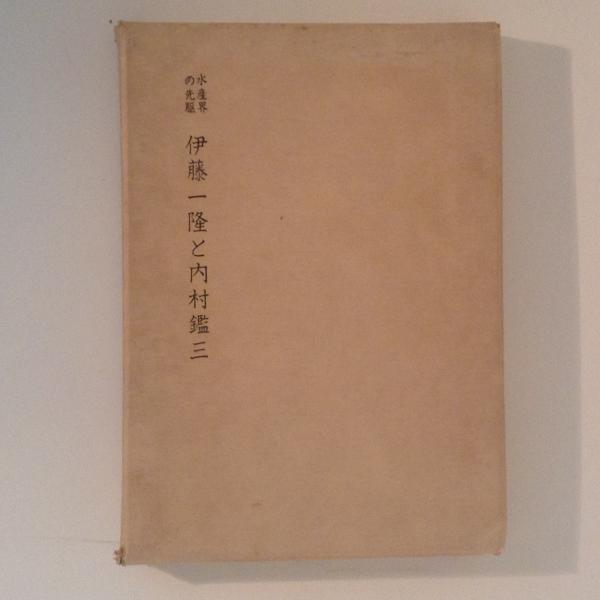 水産界
の先駆
伊藤一隆と内村鑑三